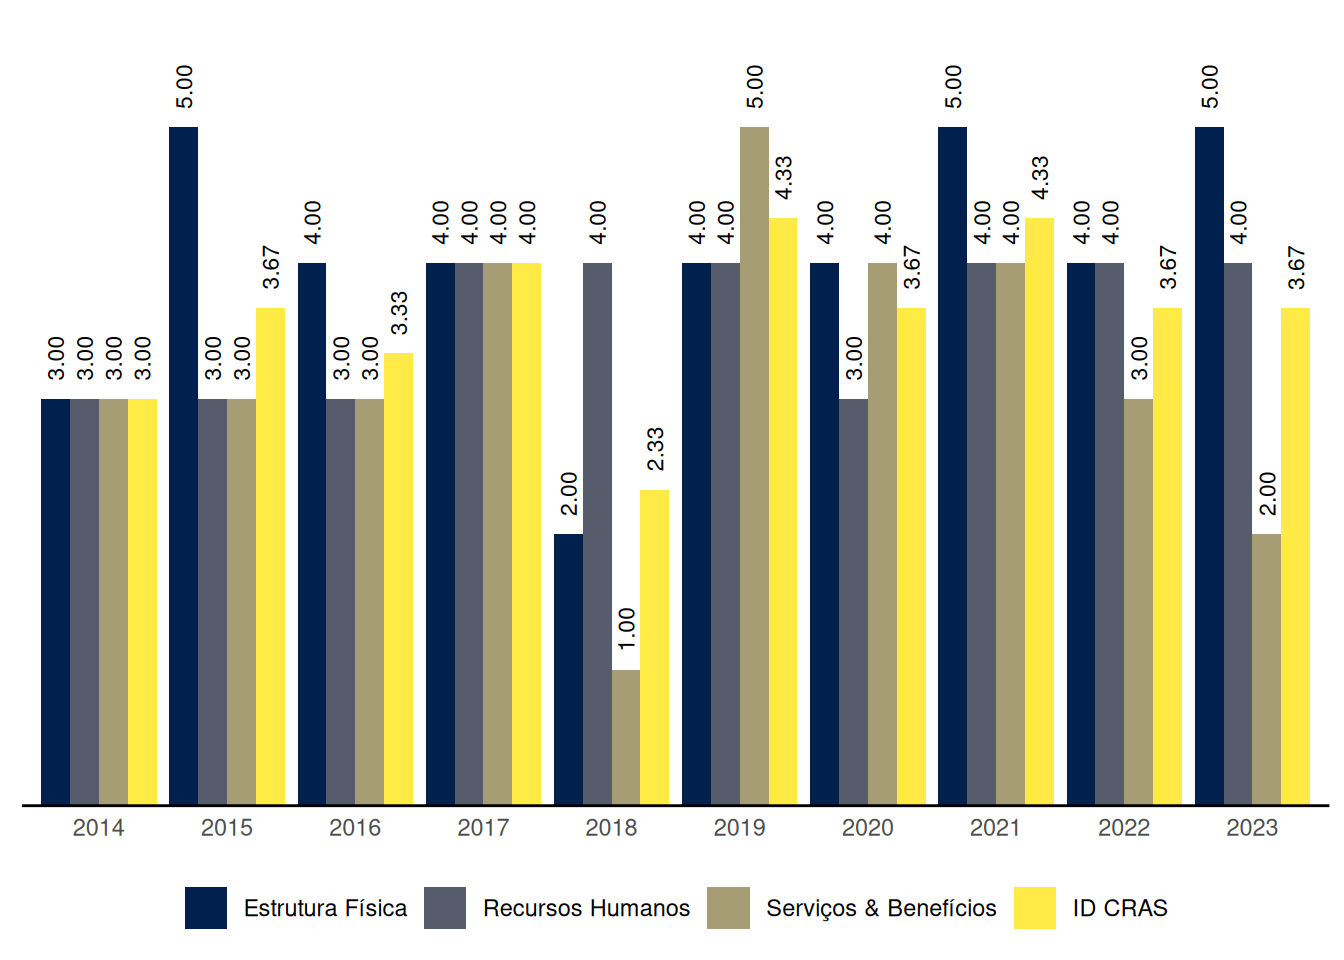 3.00 3.00 3.00 3.00
5.00 3.00 3.00 3.67
4.00 3.00 3.00 3.33
4.00 4.00 4.00 4.00
2.00 4.00 1.00 2.33
4.00 4.00 5.00 4.33
4.00 3.00 4.00 3.67
5.00 4.00 4.00 4.33
4.00 4.00 3.00 3.67
5.00 4.00 2.00 3.67
2014 2015 2016 2017 2018 2019 2020 2021 2022 2023
Estrutura Física Recursos Humanos Serviços & Benefícios ID CRAS